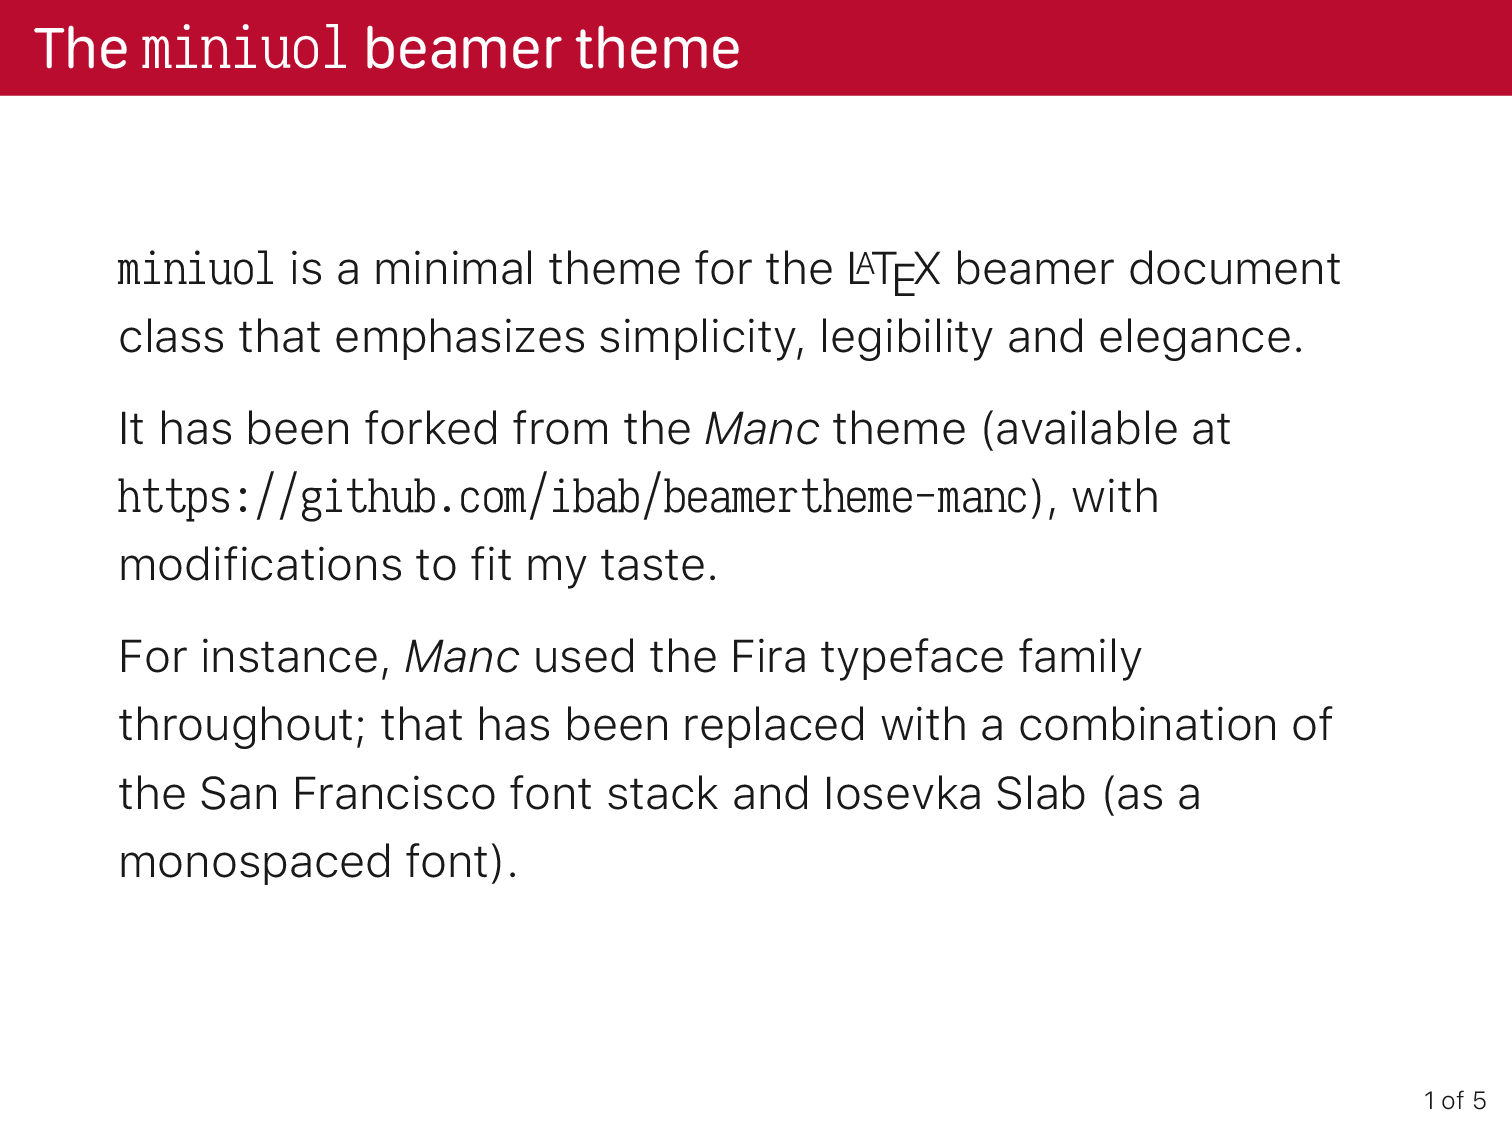 The miniuol beamer theme
miniuol is a minimal theme for the LATEX beamer document
class that emphasizes simplicity, legibility and elegance.
It has been forked from the Manc theme (available at
https://github.com/ibab/beamertheme-manc), with
modifications to fit my taste.
For instance, Manc used the Fira typeface family
throughout; that has been replaced with a combination of
the San Francisco font stack and Iosevka Slab (as a
monospaced font).
1 of 5